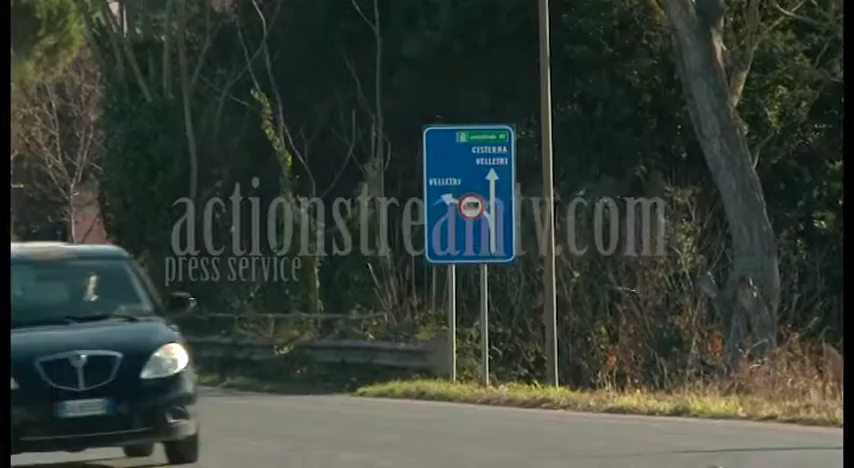 CISTERNA
VELLETRI
VELLETRI
actionstreamtv.com
PRESS SERVICE